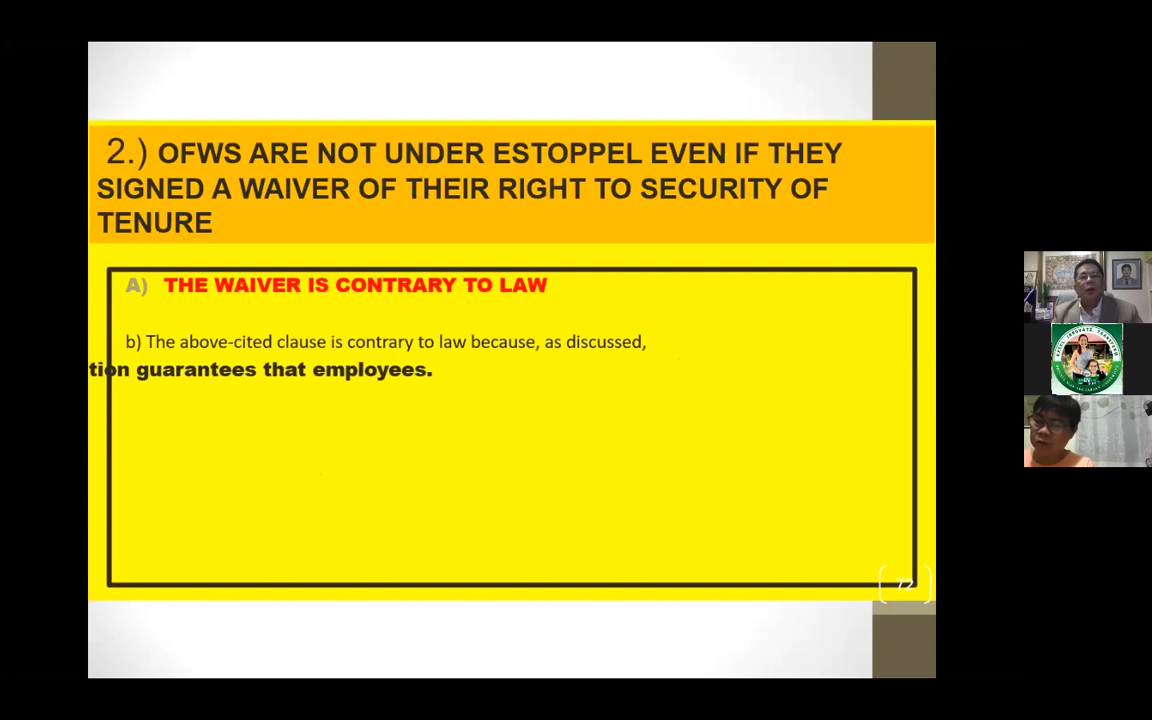 2.) OFWS ARE NOT UNDER ESTOPPEL EVEN IF THEY
SIGNED A WAIVER OF THEIR RIGHT TO SECURITY OF
TENURE
A) THE WAIVER IS CONTRARY TO LAW
b) The above-cited clause is contrary to law because, as discussed,
tion guarantees that employees.
72